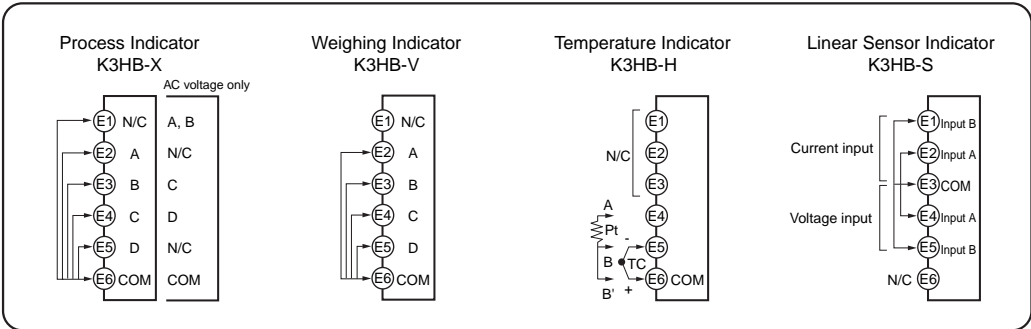 Process Indicator
K3HB-X
AC voltage only
E1 N/C A, B
E2 A N/C
E3 B C
E4 C D
E5 D N/C
E6 COM COM
Weighing Indicator
K3HB-V
E1 N/C
E2 A
E3 B
E4 C
E5 D
E6 COM
Temperature Indicator
K3HB-H
E1
N/C E2
E3
A E4
Pt
- E5
B TC
E6 COM
B' +
Linear Sensor Indicator
K3HB-S
E1 Input B
Current input
E2 Input A
E3 COM
Voltage input
E4 Input A
E5 Input B
N/C E6